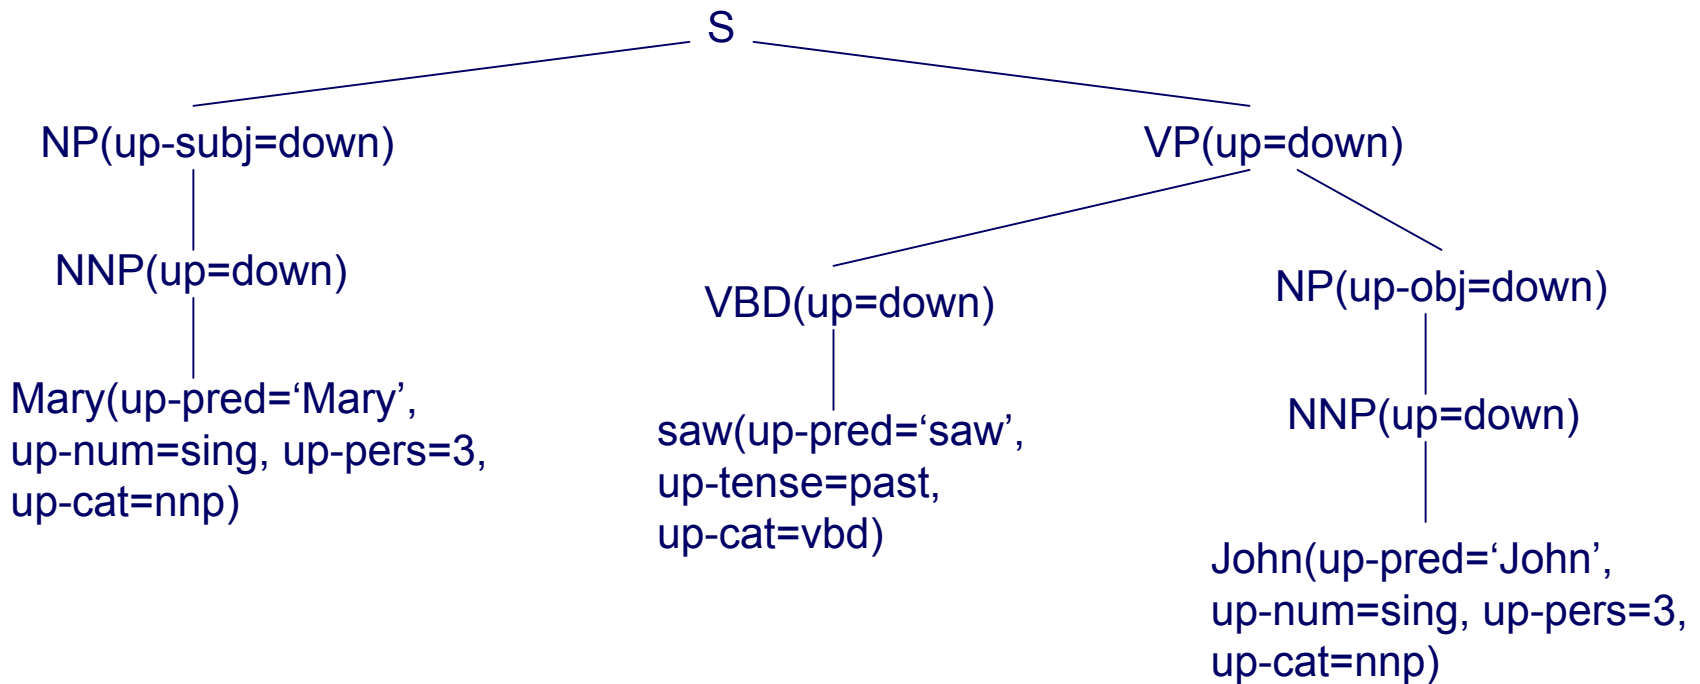 S
NP(up-subj=down)
VP(up=down)
NNP(up=down)
VBD(up=down)
NP(up-obj=down)
Mary(up-pred=‘Mary’,
up-num=sing, up-pers=3,
up-cat=nnp)
saw(up-pred=‘saw’,
up-tense=past,
up-cat=vbd)
NNP(up=down)
John(up-pred=‘John’,
up-num=sing, up-pers=3,
up-cat=nnp)